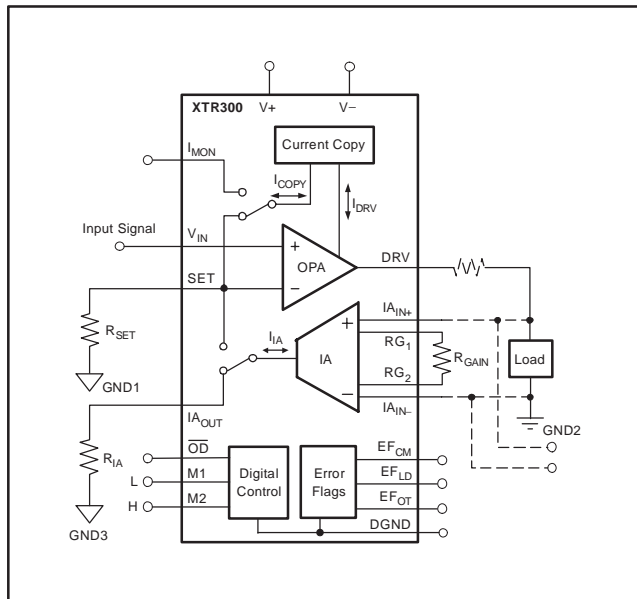 XTR300
V+
V−
Current Copy
I_MON
I_COPY
I_DRV
Input Signal
V_IN
+
OPA
−
DRV
SET
R_SET
GND1
I_IA
+
IA
−
IA_IN+
RG_1
R_GAIN
RG_2
IA_IN−
Load
GND2
IA_OUT
R_IA
GND3
OD
L
M1
H
M2
Digital
Control
Error
Flags
EF_CM
EF_LD
EF_OT
DGND